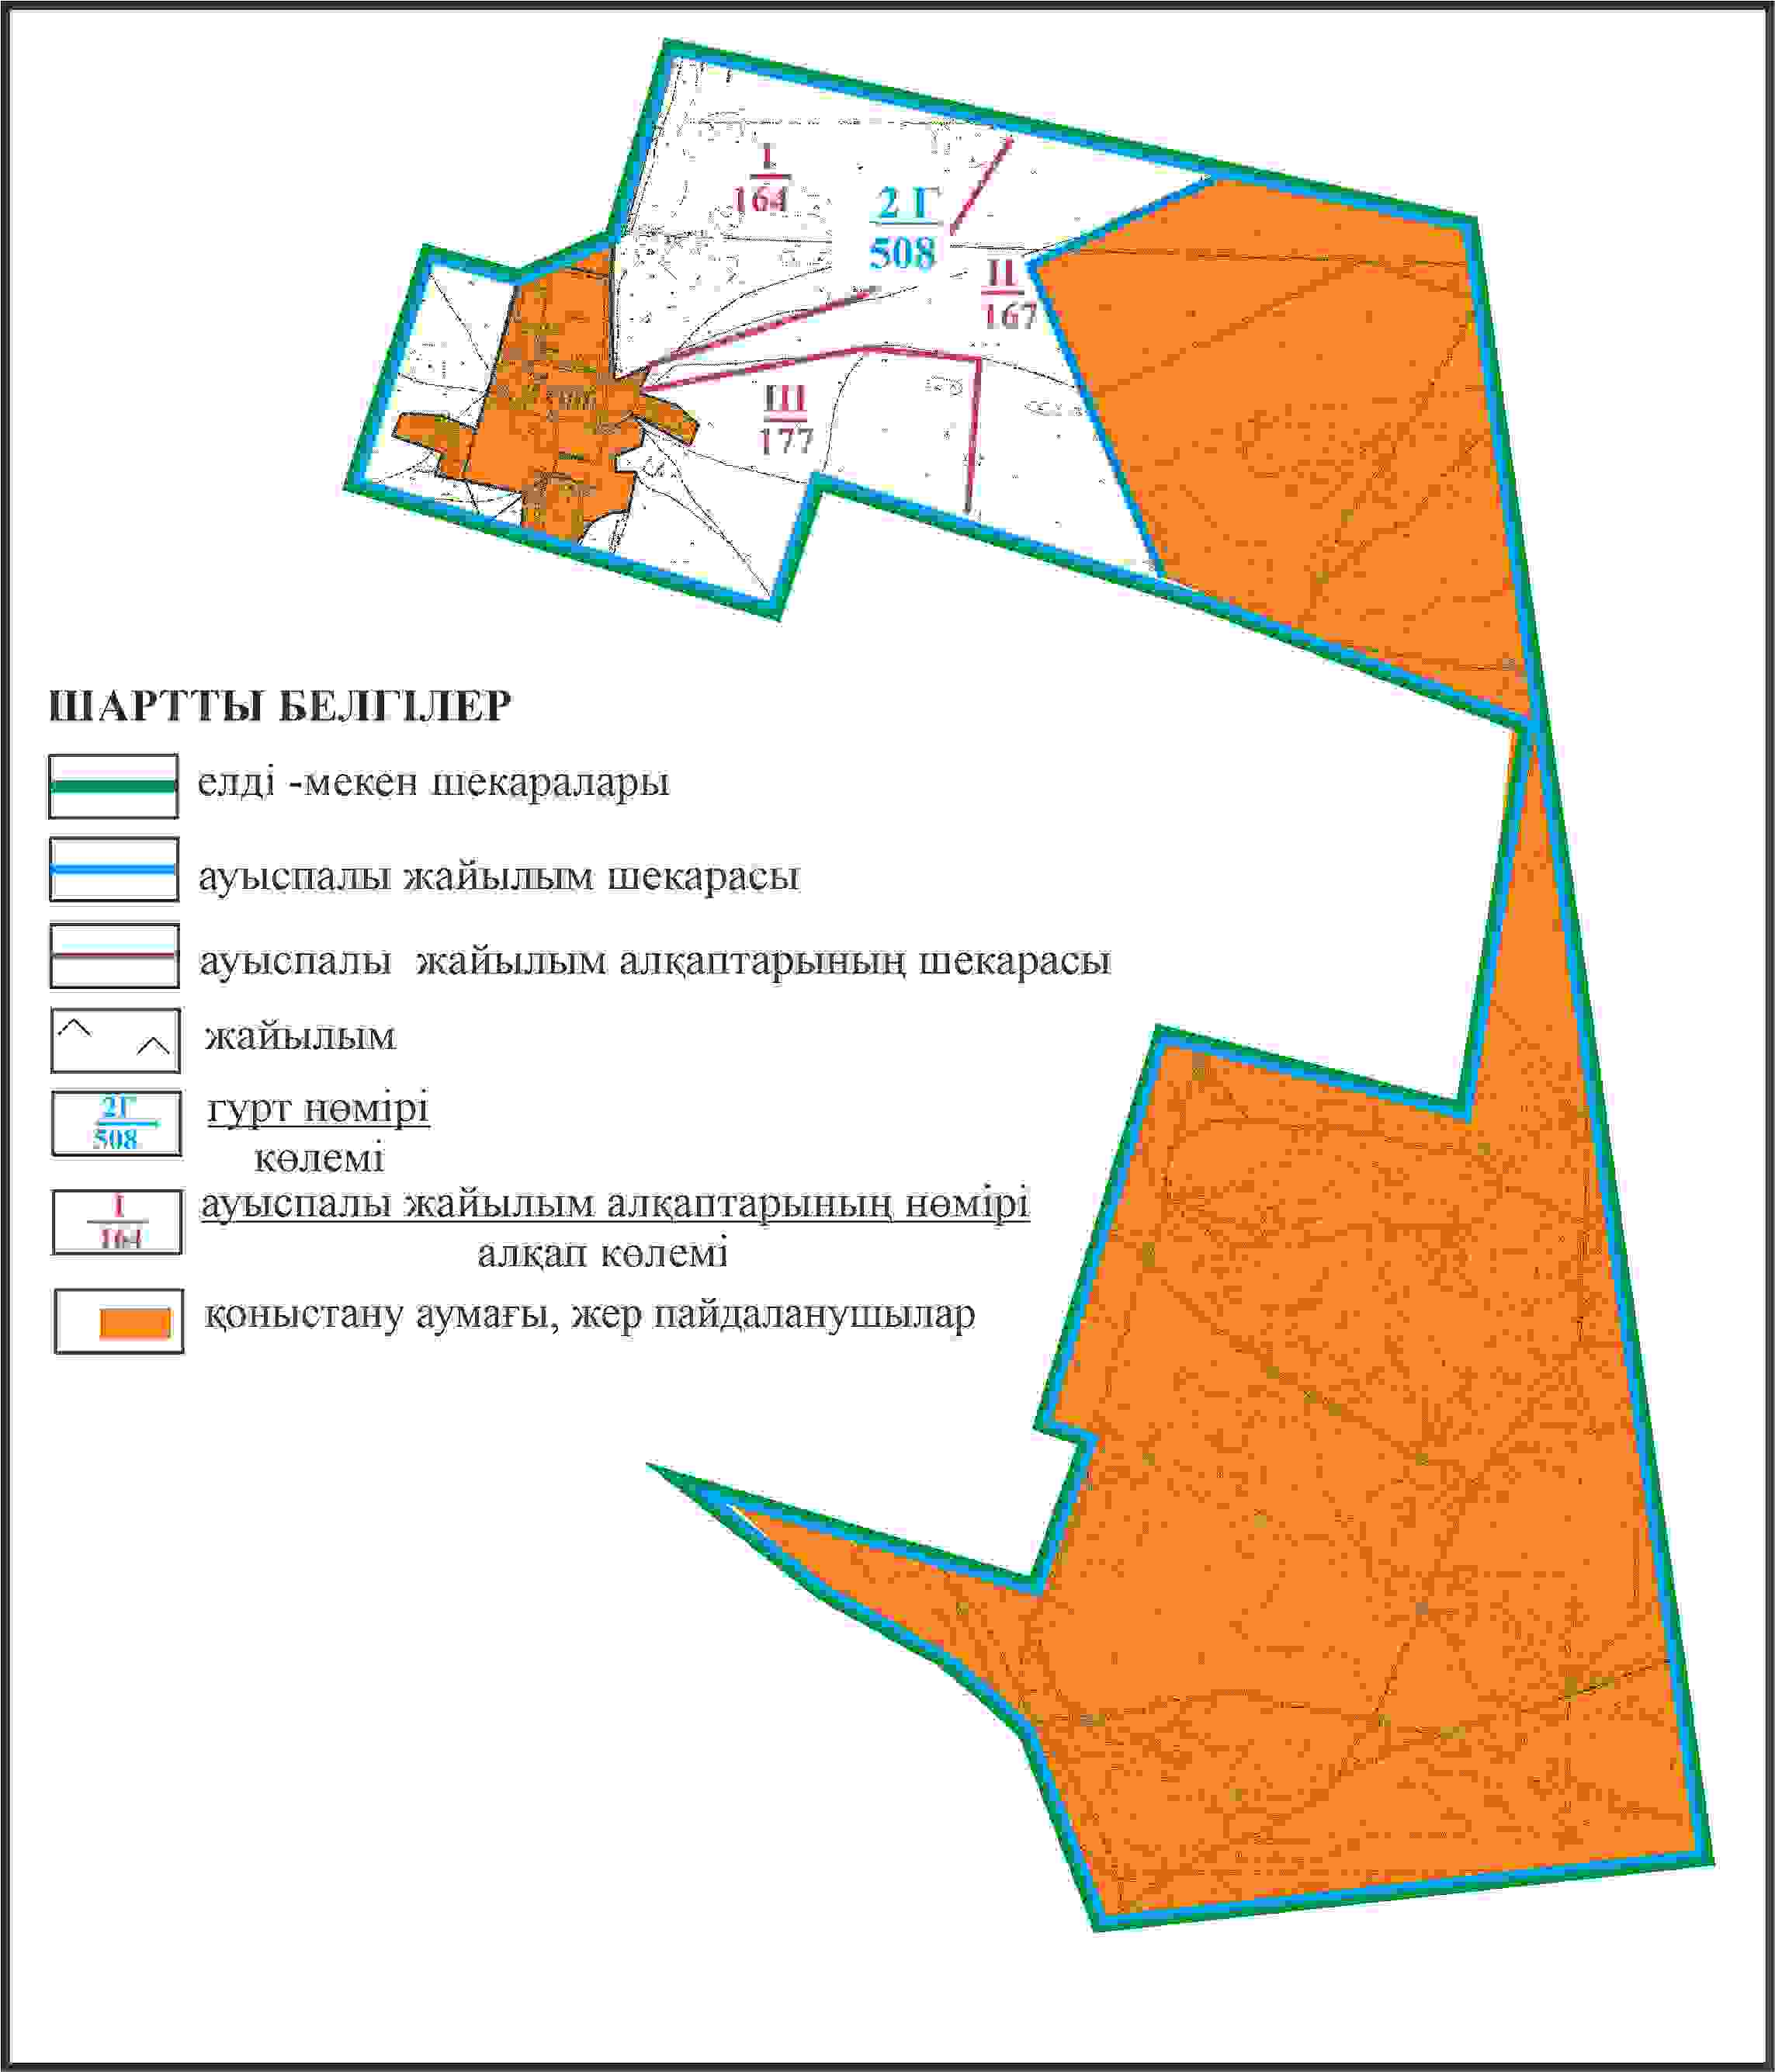 I
164
2 Г
508
II
167
III
177
ШАРТТЫ БЕЛГІЛЕР
елді -мекен шекаралары
ауыспалы жайылым шекарасы
ауыспалы жайылым алқаптарының шекарасы
жайылым
2Г
508
гурт нөмірі
көлемі
I
164
ауыспалы жайылым алқаптарының нөмірі
алқап көлемі
қоныстану аумағы, жер пайдаланушылар